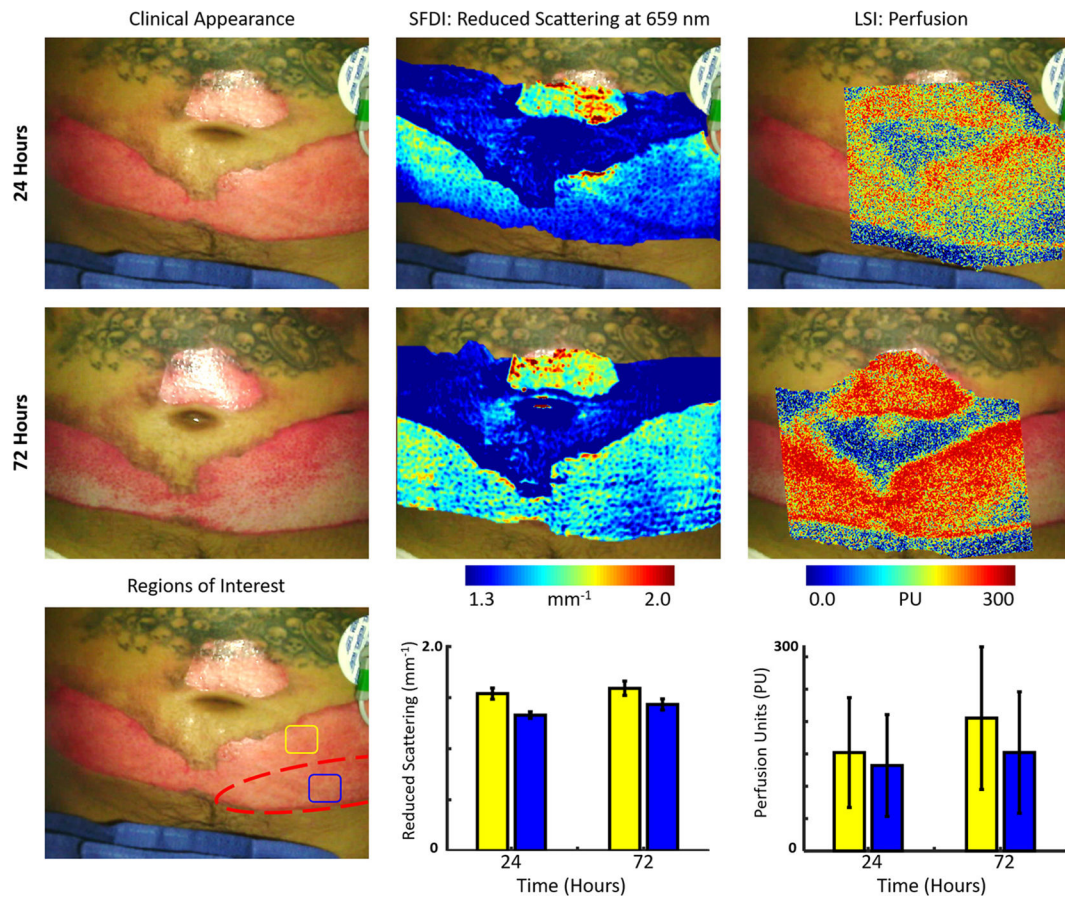 Clinical Appearance
SFDI: Reduced Scattering at 659 nm
LSI: Perfusion
24 Hours
72 Hours
Regions of Interest
1.3 mm⁻¹ 2.0
0.0 PU 300
Reduced Scattering (mm⁻¹)
2.0
0
24 72
Time (Hours)
Perfusion Units (PU)
300
0
24 72
Time (Hours)